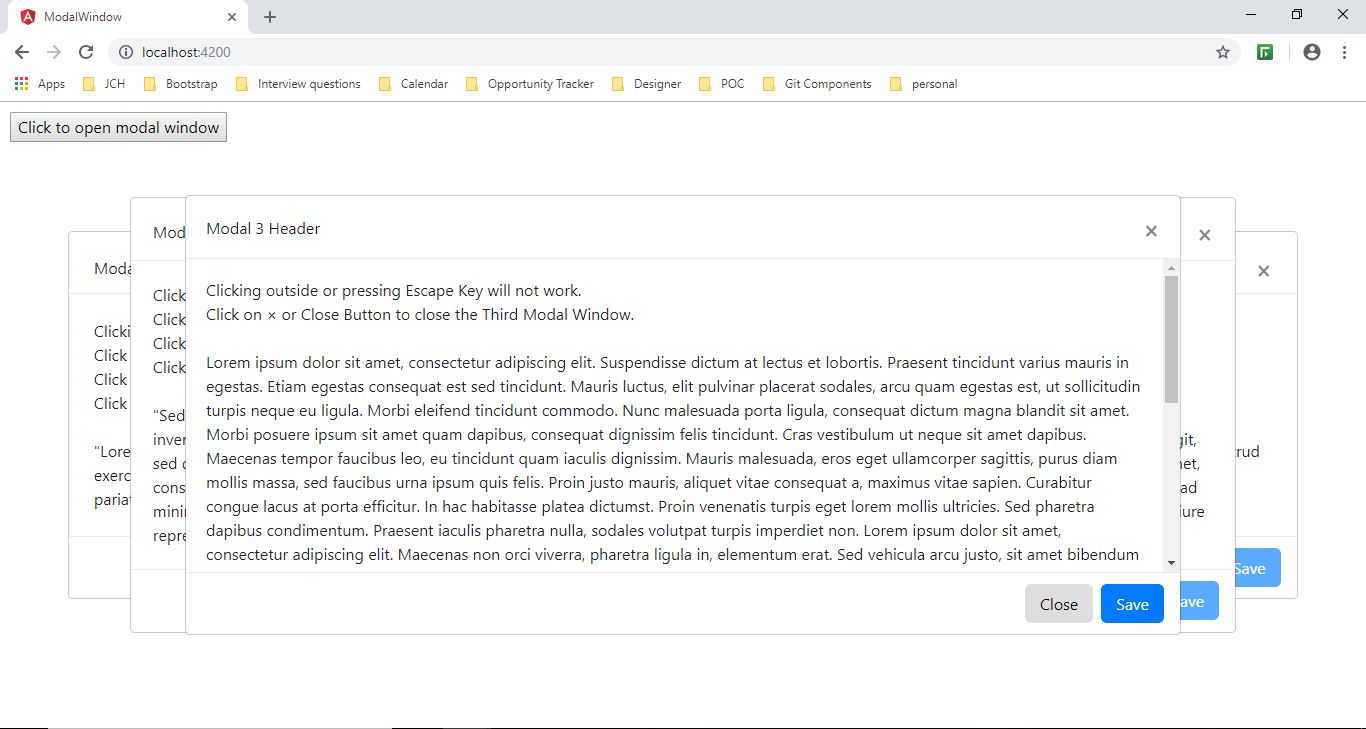 ModalWindow
localhost:4200
Apps JCH Bootstrap Interview questions Calendar Opportunity Tracker Designer POC Git Components personal
Click to open modal window
Modal 3 Header ×
Clicking outside or pressing Escape Key will not work.
Click on × or Close Button to close the Third Modal Window.
Lorem ipsum dolor sit amet, consectetur adipiscing elit. Suspendisse dictum at lectus et lobortis. Praesent tincidunt varius mauris in
egestas. Etiam egestas consequat est sed tincidunt. Mauris luctus, elit pulvinar placerat sodales, arcu quam egestas est, ut sollicitudin
turpis neque eu ligula. Morbi eleifend tincidunt commodo. Nunc malesuada porta ligula, consequat dictum magna blandit sit amet.
Morbi posuere ipsum sit amet quam dapibus, consequat dignissim felis tincidunt. Cras vestibulum ut neque sit amet dapibus.
Maecenas tempor faucibus leo, eu tincidunt quam iaculis dignissim. Mauris malesuada, eros eget ullamcorper sagittis, purus diam
mollis massa, sed faucibus urna ipsum quis felis. Proin justo mauris, aliquet vitae consequat a, maximus vitae sapien. Curabitur
congue lacus at porta efficitur. In hac habitasse platea dictumst. Proin venenatis turpis eget lorem mollis ultricies. Sed pharetra
dapibus condimentum. Praesent iaculis pharetra nulla, sodales volutpat turpis imperdiet non. Lorem ipsum dolor sit amet,
consectetur adipiscing elit. Maecenas non orci viverra, pharetra ligula in, elementum erat. Sed vehicula arcu justo, sit amet bibendum
Close Save
Mod ×
Click
Click
Click
Click
"Sed git,
inver net,
sed ad
cons iure
mini
repre
ave
Moda ×
Clicki
Click
Click
Click
"Lore rud
exerc
pariat
Save